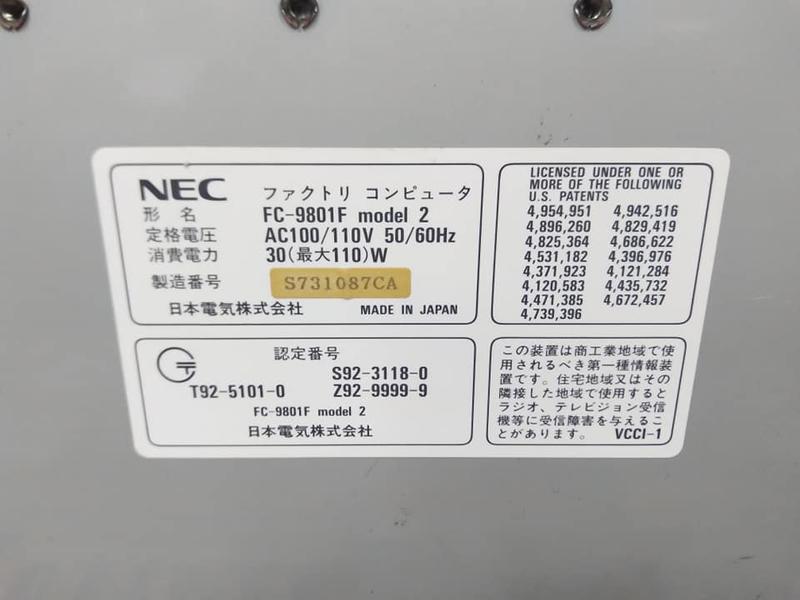 NEC ファクトリ コンピュータ
形 名 FC-9801F model 2
定格電圧 AC100/110V 50/60Hz
消費電力 30(最大110)W
製造番号 S731087CA
日本電気株式会社 MADE IN JAPAN
LICENSED UNDER ONE OR
MORE OF THE FOLLOWING
U.S. PATENTS
4,954,951 4,942,516
4,896,260 4,829,419
4,825,364 4,686,622
4,531,182 4,396,976
4,371,923 4,121,284
4,120,583 4,435,732
4,471,385 4,672,457
4,739,396
認定番号
S92-3118-0
T92-5101-0 Z92-9999-9
FC-9801F model 2
日本電気株式会社
この装置は商工業地域で使
用されるべき第一種情報装
置です。住宅地域又はその
隣接した地域で使用すると
ラジオ、テレビジョン受信
機等に受信障害を与えるこ
とがあります。 VCCI-1